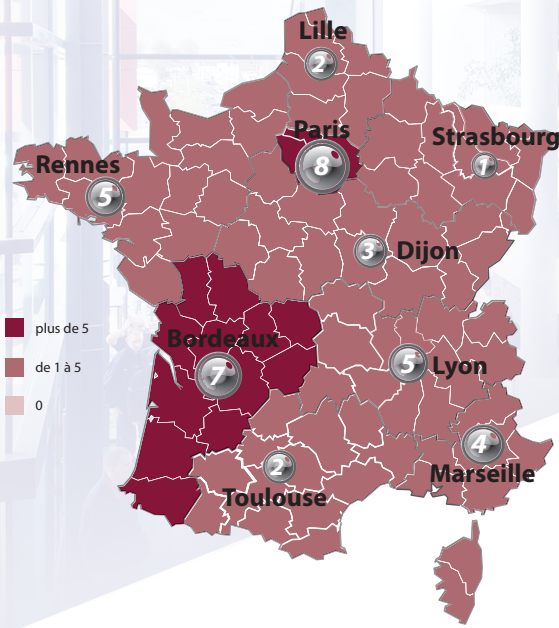 Lille
2
Paris
8
Strasbourg
1
Rennes
5
3
Dijon
plus de 5
de 1 à 5
0
Bordeaux
7
5
Lyon
4
Marseille
2
Toulouse